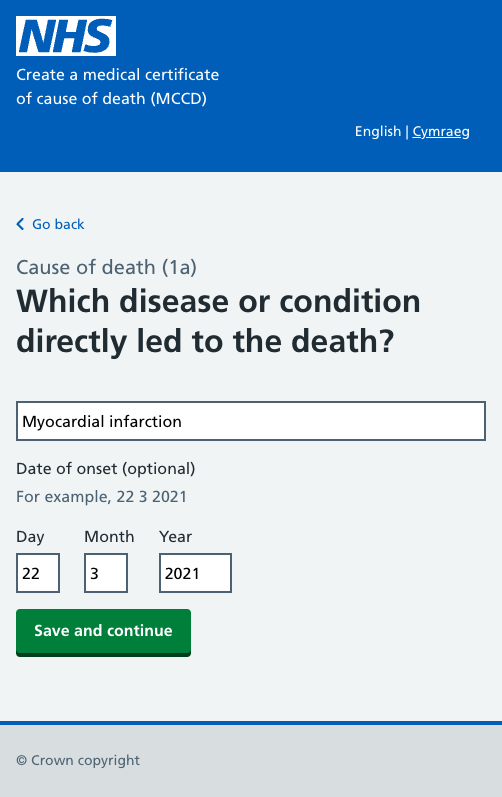 NHS
Create a medical certificate
of cause of death (MCCD)
English | Cymraeg
Go back
Cause of death (1a)
Which disease or condition
directly led to the death?
Myocardial infarction
Date of onset (optional)
For example, 22 3 2021
Day Month Year
22 3 2021
Save and continue
© Crown copyright